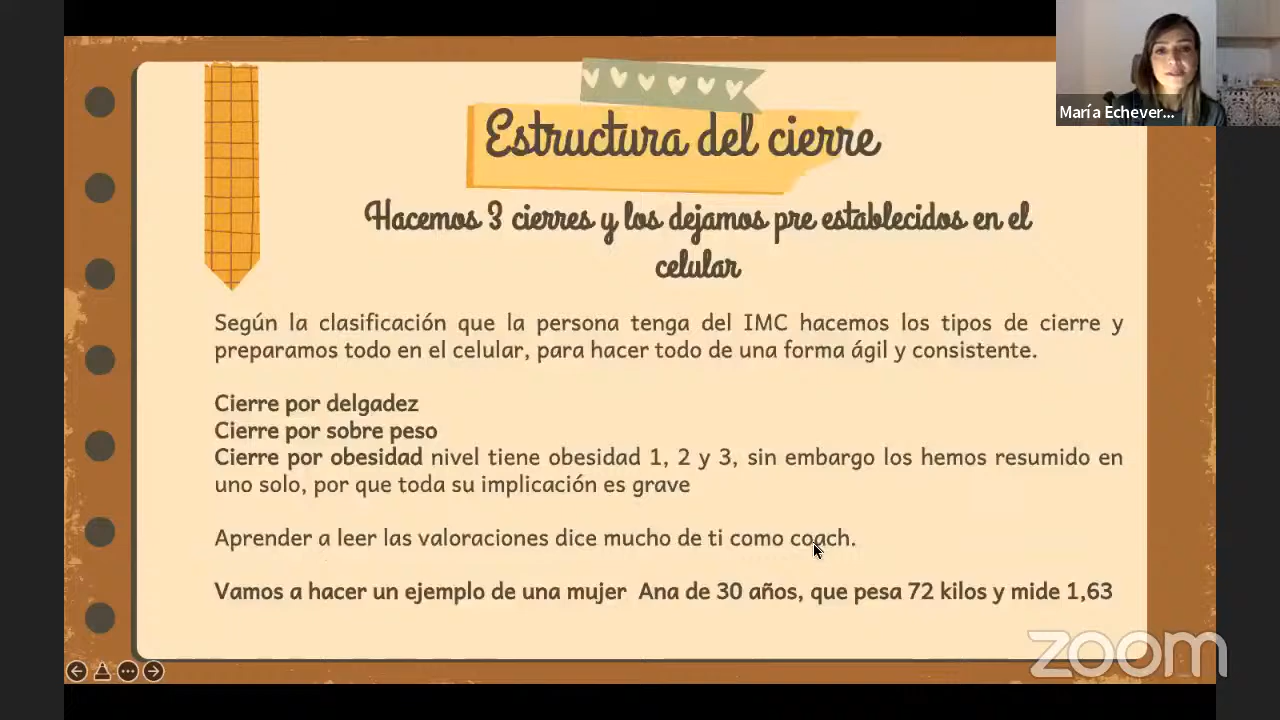 María Echever...
Estructura del cierre
Hacemos 3 cierres y los dejamos pre establecidos en el
celular
Según la clasificación que la persona tenga del IMC hacemos los tipos de cierre y
preparamos todo en el celular, para hacer todo de una forma ágil y consistente.
Cierre por delgadez
Cierre por sobre peso
Cierre por obesidad nivel tiene obesidad 1, 2 y 3, sin embargo los hemos resumido en
uno solo, por que toda su implicación es grave
Aprender a leer las valoraciones dice mucho de ti como coach.
Vamos a hacer un ejemplo de una mujer Ana de 30 años, que pesa 72 kilos y mide 1,63
zoom